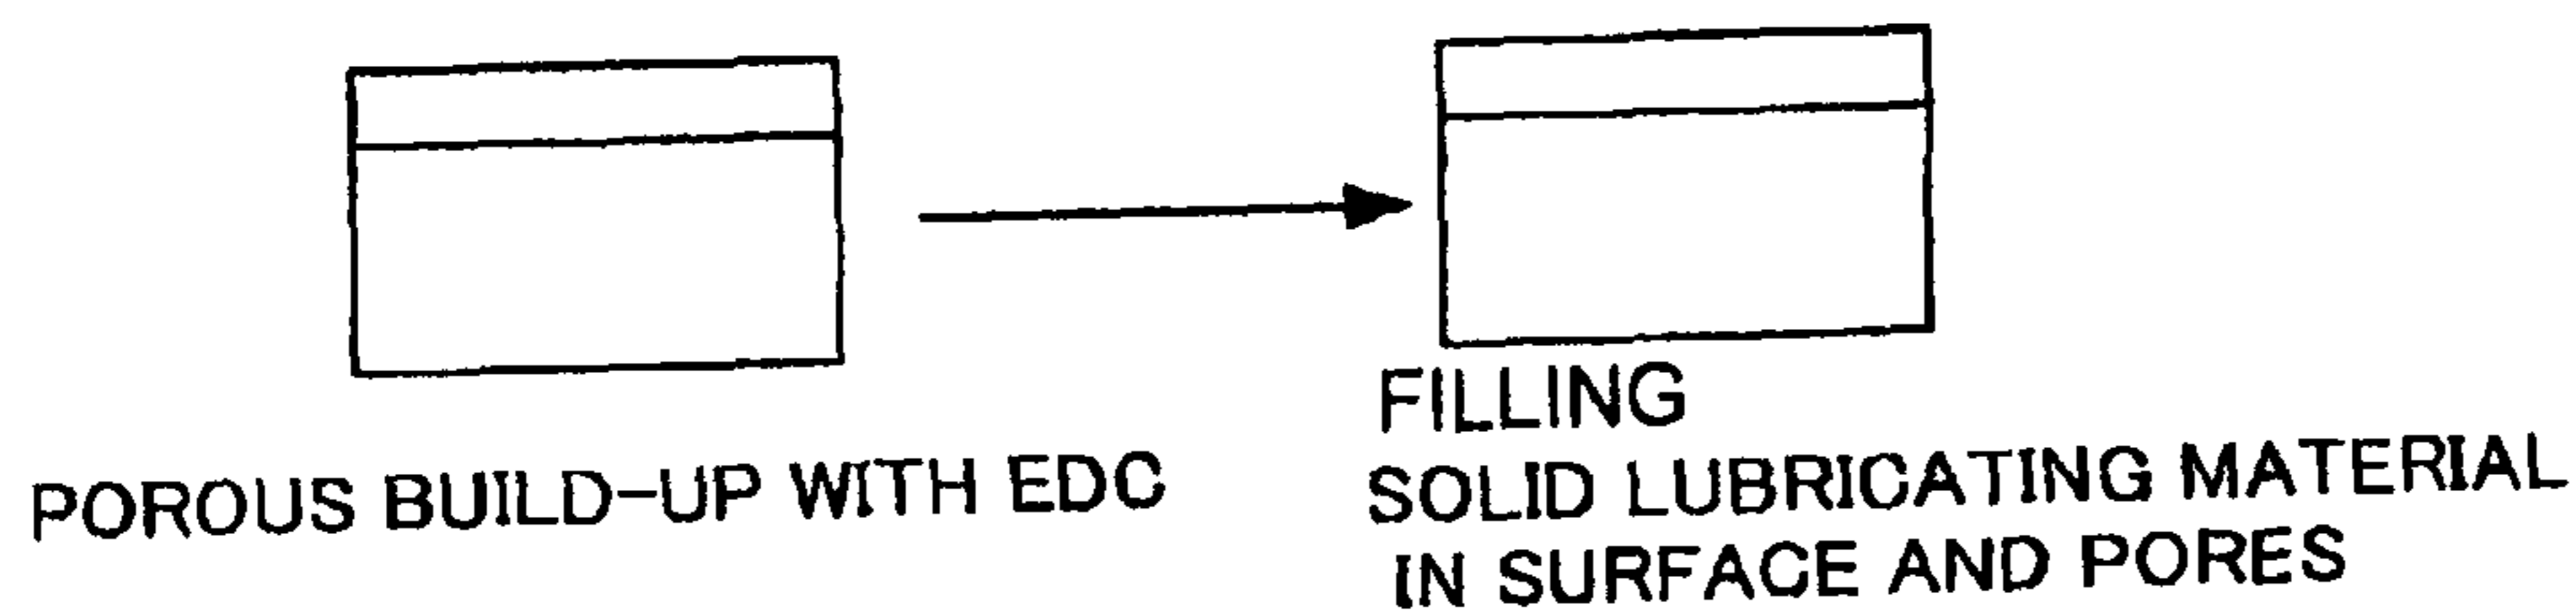 POROUS BUILD-UP WITH EDC
FILLING
SOLID LUBRICATING MATERIAL
IN SURFACE AND PORES